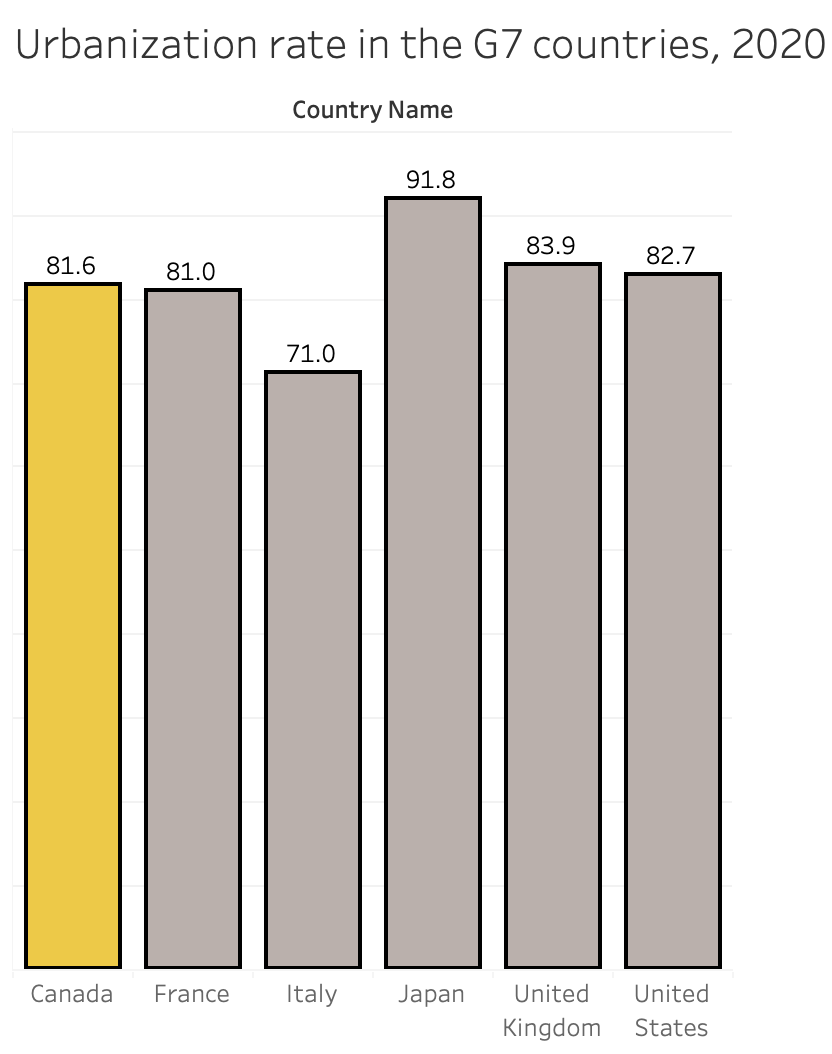 Urbanization rate in the G7 countries, 2020
Country Name
81.6
81.0
71.0
91.8
83.9
82.7
Canada
France
Italy
Japan
United
Kingdom
United
States